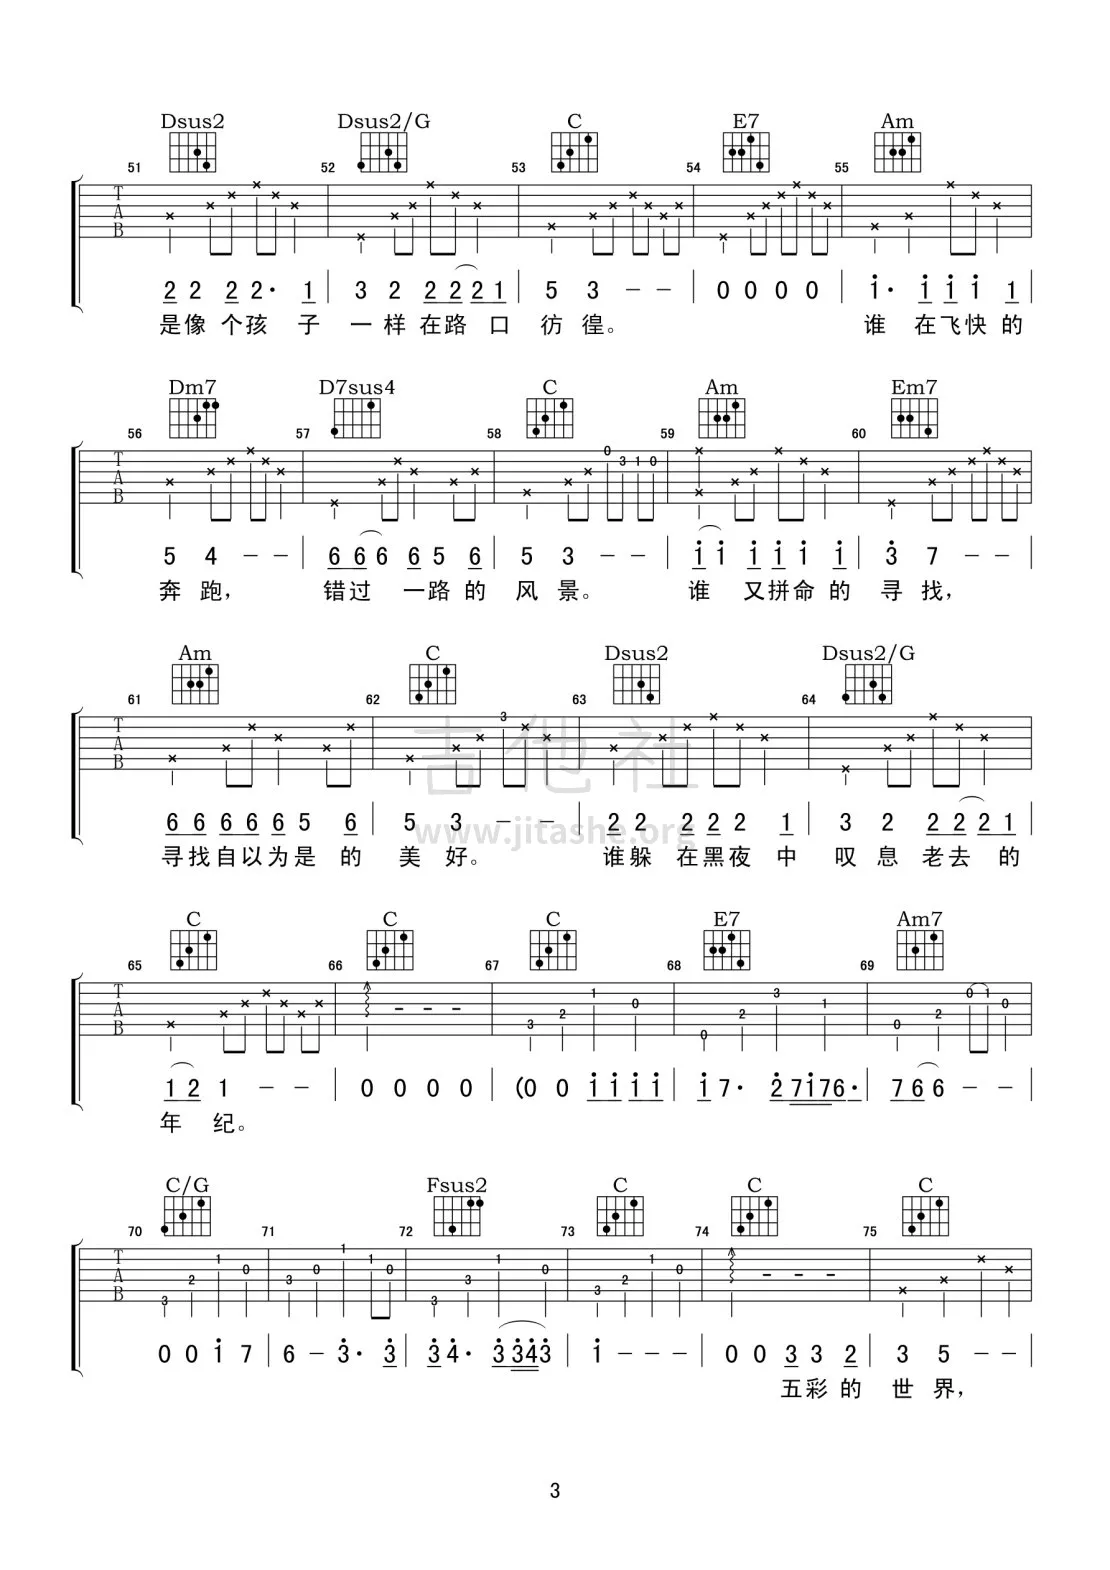 Dsus2 Dsus2/G C E7 Am
51 52 53 54 55
T A B
2 2 2 2· 1 3 2 2 2 2 1 5 3 - - 0 0 0 0 i· i i i 1
是像 个孩 子 一 样 在路 口 彷 徨。 谁 在飞快 的
Dm7 D7sus4 C Am Em7
56 57 58 59 60
T A B 0 3 1 0
5 4 - - 6 6 6 6 5 6 5 3 - - i i i i i i 3 7 - -
奔 跑, 错过 一路 的 风 景。 谁 又拼命 的 寻 找,
Am C Dsus2 Dsus2/G
61 62 63 64
T A B 3
6 6 6 6 6 5 6 5 3 - - 2 2 2 2 2 1 3 2 2 2 2 1
寻找自以为是 的 美 好。 谁躲 在黑夜 中 叹 息 老去 的
吉他社
www.jitashe.org
C C C E7 Am7
65 66 67 68 69
T A B - - - 3 2 1 0 0 2 3 1 0 2 0 1 0
1 2 1 - - 0 0 0 0 (0 0 i i i i i 7· 2 7 i 7 6· 7 6 6 - -
年 纪。
C/G Fsus2 C C C
70 71 72 73 74 75
T A B 3 2 1 0 3 0 1 1 0 3 3 1 0 3 2 1 0 - - -
0 0 i 7 6 - 3· 3 3 4· 3 3 4 3 i - - - 0 0 3 3 2 3 5 - -
五彩 的 世 界,
3